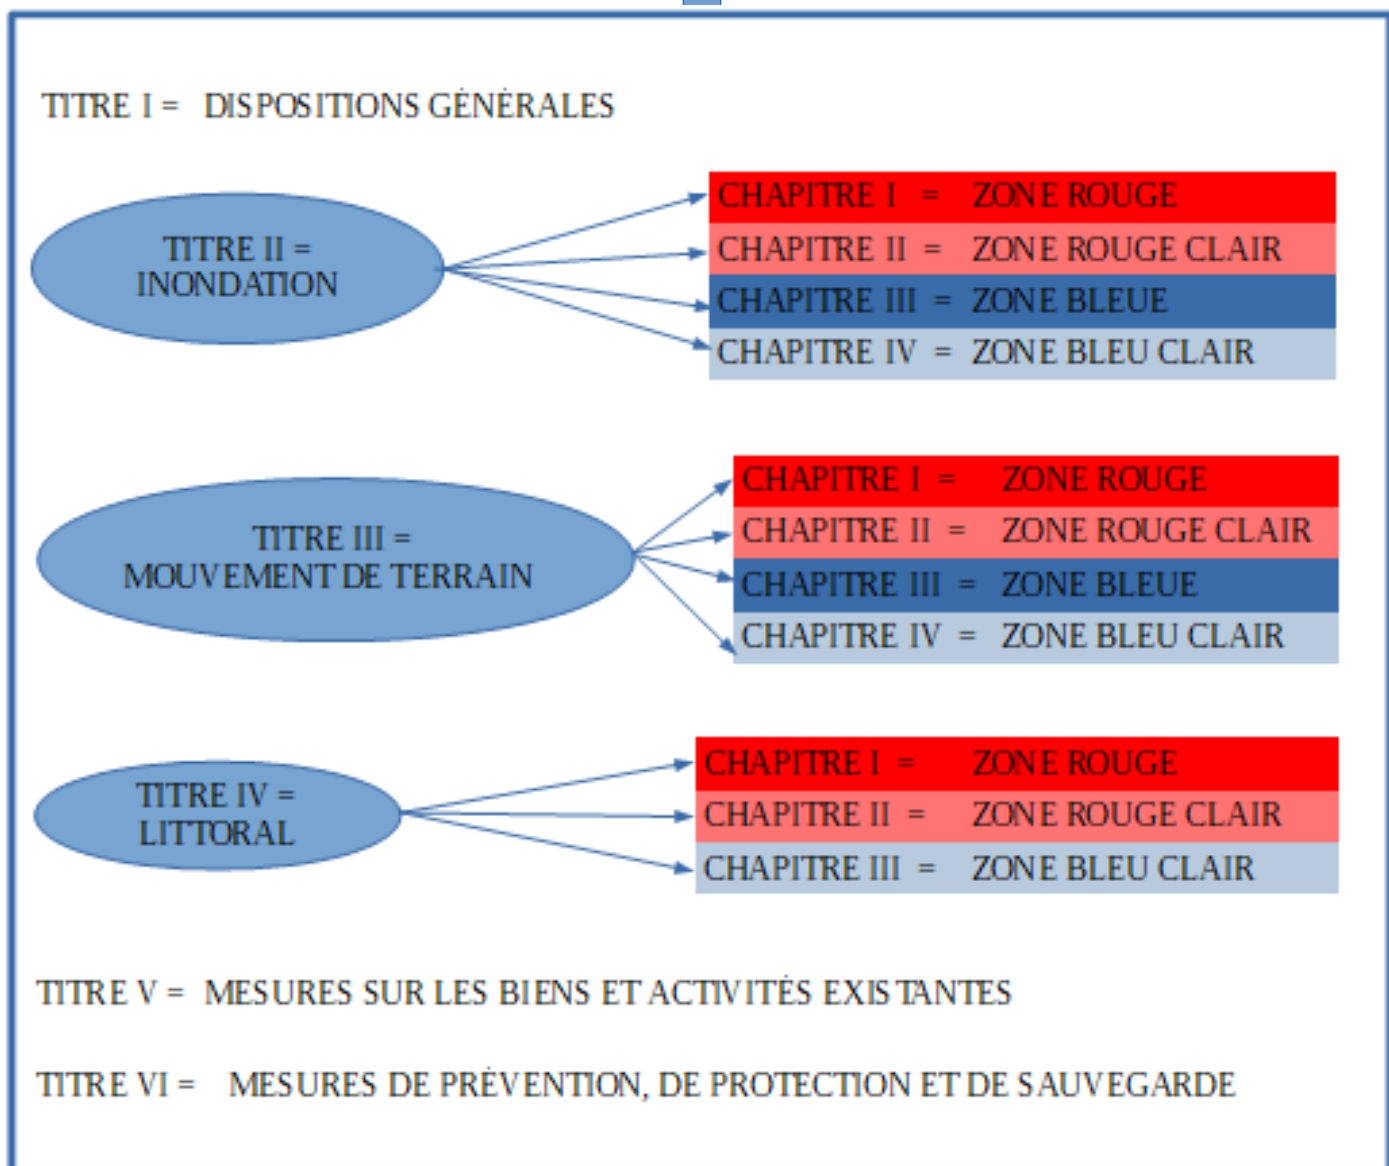 TITRE I = DISPOSITIONS GÉNÉRALES
TITRE II =
INONDATION
CHAPITRE I = ZONE ROUGE
CHAPITRE II = ZONE ROUGE CLAIR
CHAPITRE III = ZONE BLEUE
CHAPITRE IV = ZONE BLEU CLAIR
TITRE III =
MOUVEMENT DE TERRAIN
CHAPITRE I = ZONE ROUGE
CHAPITRE II = ZONE ROUGE CLAIR
CHAPITRE III = ZONE BLEUE
CHAPITRE IV = ZONE BLEU CLAIR
TITRE IV =
LITTORAL
CHAPITRE I = ZONE ROUGE
CHAPITRE II = ZONE ROUGE CLAIR
CHAPITRE III = ZONE BLEU CLAIR
TITRE V = MESURES SUR LES BIENS ET ACTIVITÉS EXISTANTES
TITRE VI = MESURES DE PRÉVENTION, DE PROTECTION ET DE SAUVEGARDE